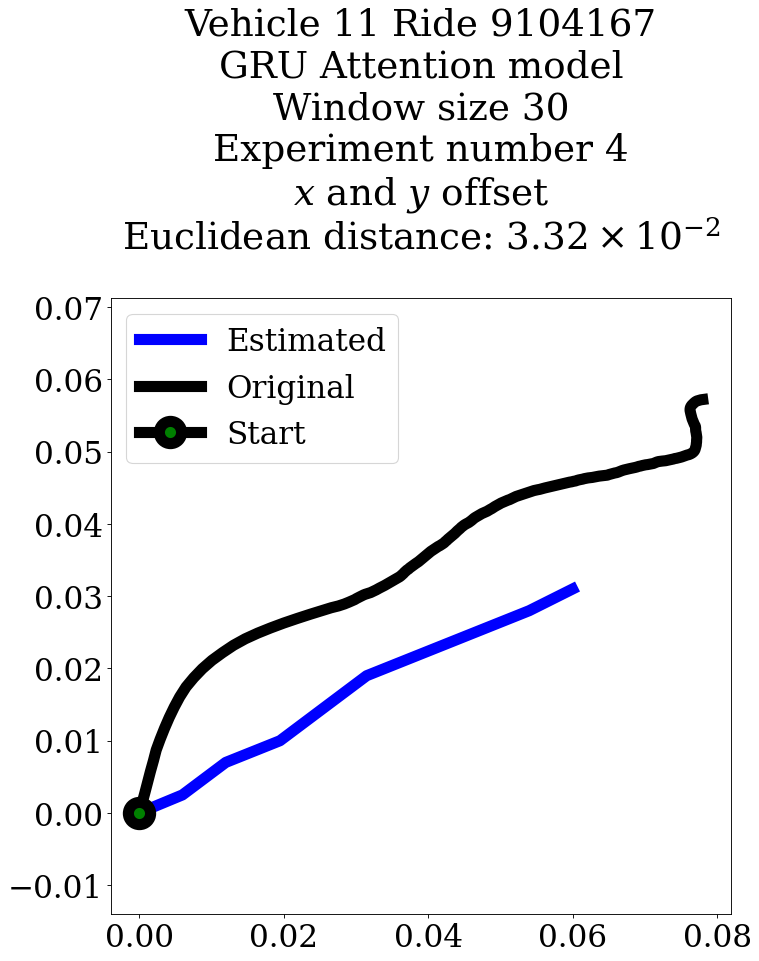 Vehicle 11 Ride 9104167
GRU Attention model
Window size 30
Experiment number 4
x and y offset
Euclidean distance: 3.32 × 10⁻²
0.07
0.06
0.05
0.04
0.03
0.02
0.01
0.00
−0.01
Estimated
Original
Start
0.00 0.02 0.04 0.06 0.08